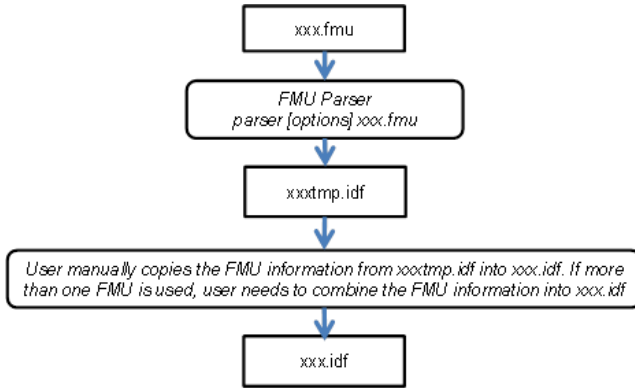 xxx.fmu
FMU Parser
parser [options] xxx.fmu
xxxtmp.idf
User manually copies the FMU information from xxxtmp.idf into xxx.idf. If more
than one FMU is used, user needs to combine the FMU information into xxx.idf
xxx.idf